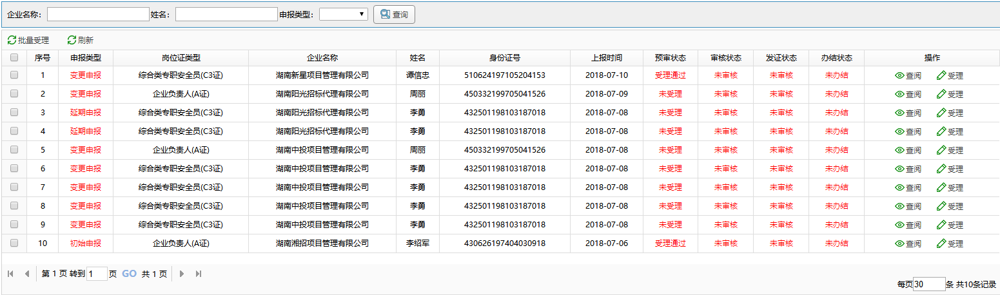 企业名称： 姓名： 申报类型： 查询
批量受理 刷新
序号 申报类型 岗位证类型 企业名称 姓名 身份证号 上报时间 预审状态 审核状态 发证状态 办结状态 操作
1 变更申报 综合类专职安全员(C3证) 湖南新星项目管理有限公司 谭信忠 510624197105204153 2018-07-10 受理通过 未审核 未审核 未办结 查阅 受理
2 变更申报 企业负责人(A证) 湖南阳光招标代理有限公司 周丽 450332199705041526 2018-07-09 未受理 未审核 未审核 未办结 查阅 受理
3 延期申报 综合类专职安全员(C3证) 湖南阳光招标代理有限公司 李勇 432501198103187018 2018-07-08 未受理 未审核 未审核 未办结 查阅 受理
4 延期申报 综合类专职安全员(C3证) 湖南阳光招标代理有限公司 李勇 432501198103187018 2018-07-08 未受理 未审核 未审核 未办结 查阅 受理
5 变更申报 企业负责人(A证) 湖南中投项目管理有限公司 周丽 450332199705041526 2018-07-08 未受理 未审核 未审核 未办结 查阅 受理
6 变更申报 综合类专职安全员(C3证) 湖南中投项目管理有限公司 李勇 432501198103187018 2018-07-08 未受理 未审核 未审核 未办结 查阅 受理
7 变更申报 综合类专职安全员(C3证) 湖南中投项目管理有限公司 李勇 432501198103187018 2018-07-08 未受理 未审核 未审核 未办结 查阅 受理
8 变更申报 综合类专职安全员(C3证) 湖南中投项目管理有限公司 李勇 432501198103187018 2018-07-08 未受理 未审核 未审核 未办结 查阅 受理
9 变更申报 综合类专职安全员(C3证) 湖南中投项目管理有限公司 李勇 432501198103187018 2018-07-08 未受理 未审核 未审核 未办结 查阅 受理
10 初始申报 企业负责人(A证) 湖南湘招项目管理有限公司 李绍军 430626197404030918 2018-07-06 受理通过 未审核 未审核 未办结 查阅 受理
第 1 页 转到 1 页 GO 共 1 页
每页 30 条 共10条记录